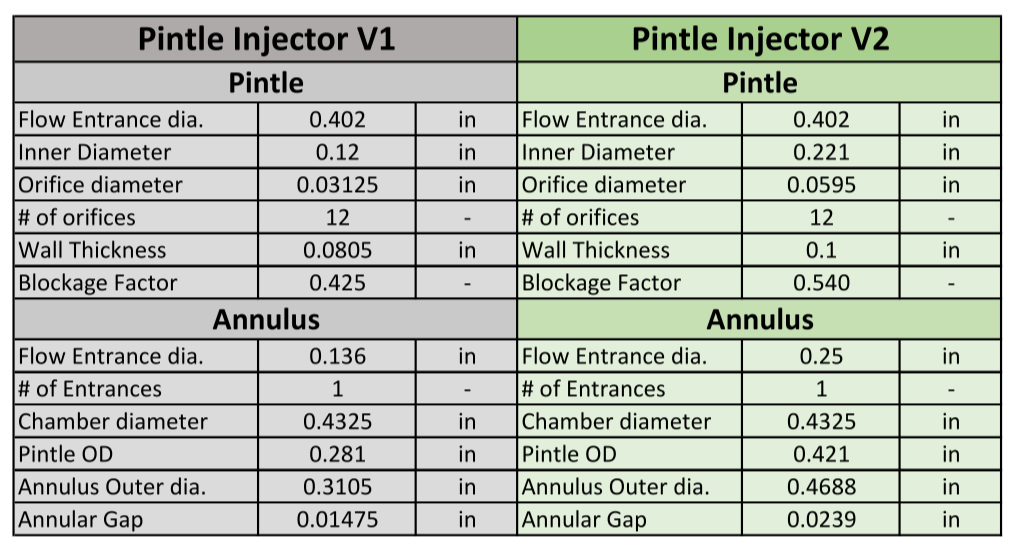 Pintle Injector V1 Pintle Injector V2
Pintle Pintle
Flow Entrance dia. 0.402 in Flow Entrance dia. 0.402 in
Inner Diameter 0.12 in Inner Diameter 0.221 in
Orifice diameter 0.03125 in Orifice diameter 0.0595 in
# of orifices 12 - # of orifices 12 -
Wall Thickness 0.0805 in Wall Thickness 0.1 in
Blockage Factor 0.425 - Blockage Factor 0.540 -
Annulus Annulus
Flow Entrance dia. 0.136 in Flow Entrance dia. 0.25 in
# of Entrances 1 - # of Entrances 1 -
Chamber diameter 0.4325 in Chamber diameter 0.4325 in
Pintle OD 0.281 in Pintle OD 0.421 in
Annulus Outer dia. 0.3105 in Annulus Outer dia. 0.4688 in
Annular Gap 0.01475 in Annular Gap 0.0239 in